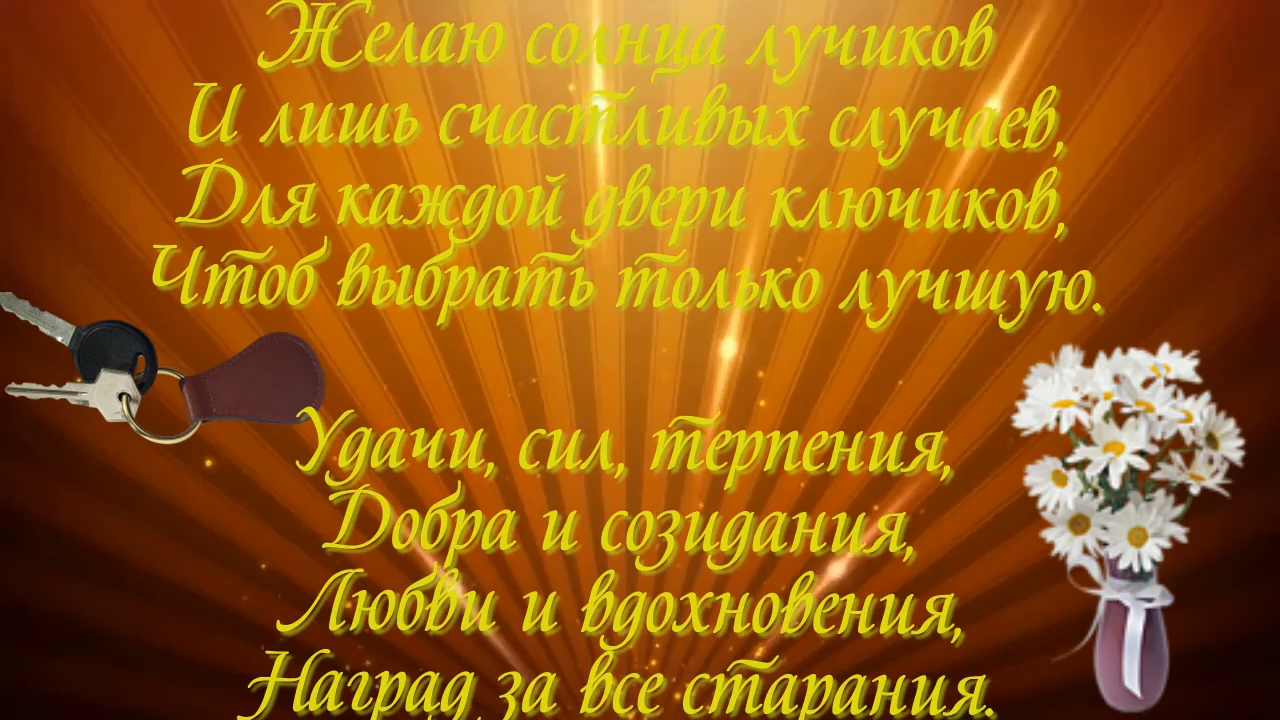 Желаю солнца лучиков
И лишь счастливых случаев,
Для каждой двери ключиков,
Чтоб выбрать только лучшую.
Удачи, сил, терпения,
Добра и созидания,
Любви и вдохновения,
Наград за все старания.